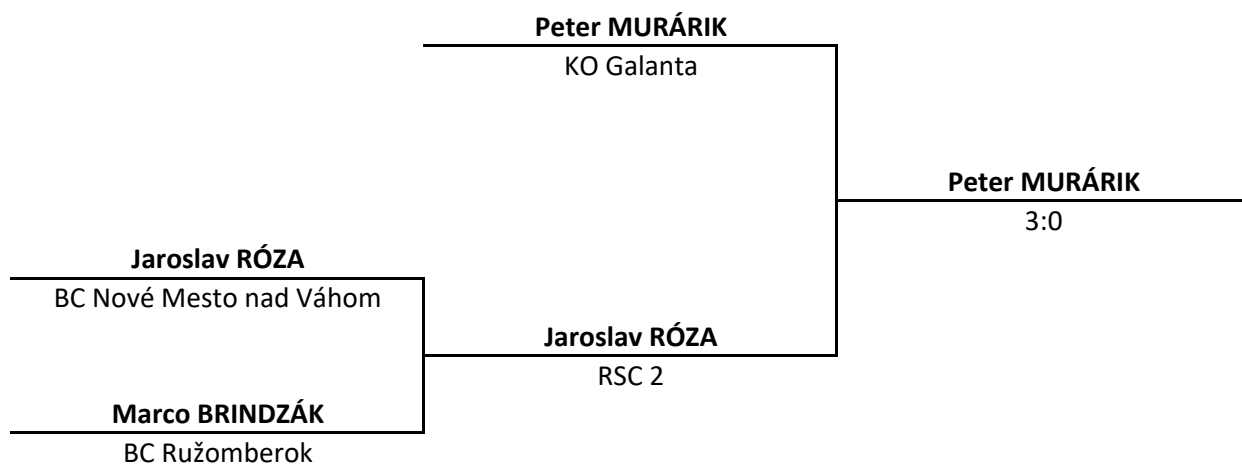 Peter MURÁRIK
KO Galanta
Peter MURÁRIK
3:0
Jaroslav RÓZA
BC Nové Mesto nad Váhom
Jaroslav RÓZA
RSC 2
Marco BRINDZÁK
BC Ružomberok